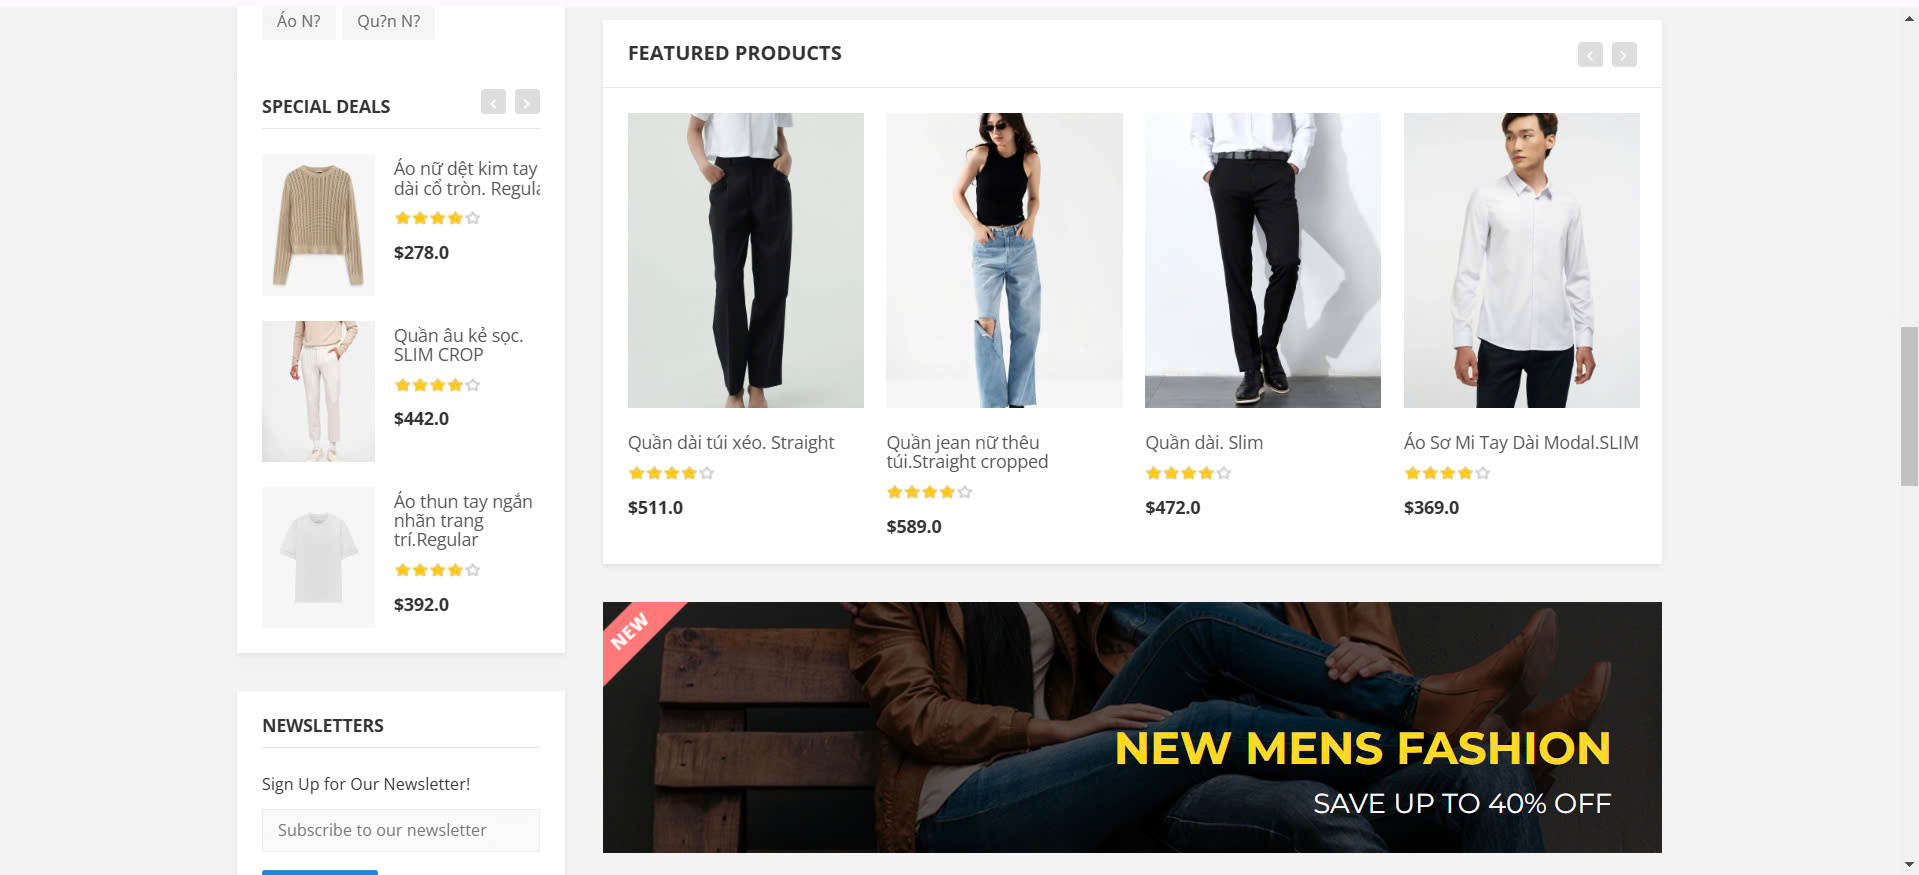 Áo N?
Qu?n N?
SPECIAL DEALS
Áo nữ dệt kim tay
dài cổ tròn. Regula
$278.0
Quần âu kẻ sọc.
SLIM CROP
$442.0
Áo thun tay ngắn
nhãn trang
trí.Regular
$392.0
NEWSLETTERS
Sign Up for Our Newsletter!
Subscribe to our newsletter
FEATURED PRODUCTS
Quần dài túi xéo. Straight
$511.0
Quần jean nữ thêu
túi.Straight cropped
$589.0
Quần dài. Slim
$472.0
Áo Sơ Mi Tay Dài Modal.SLIM
$369.0
NEW
NEW MENS FASHION
SAVE UP TO 40% OFF